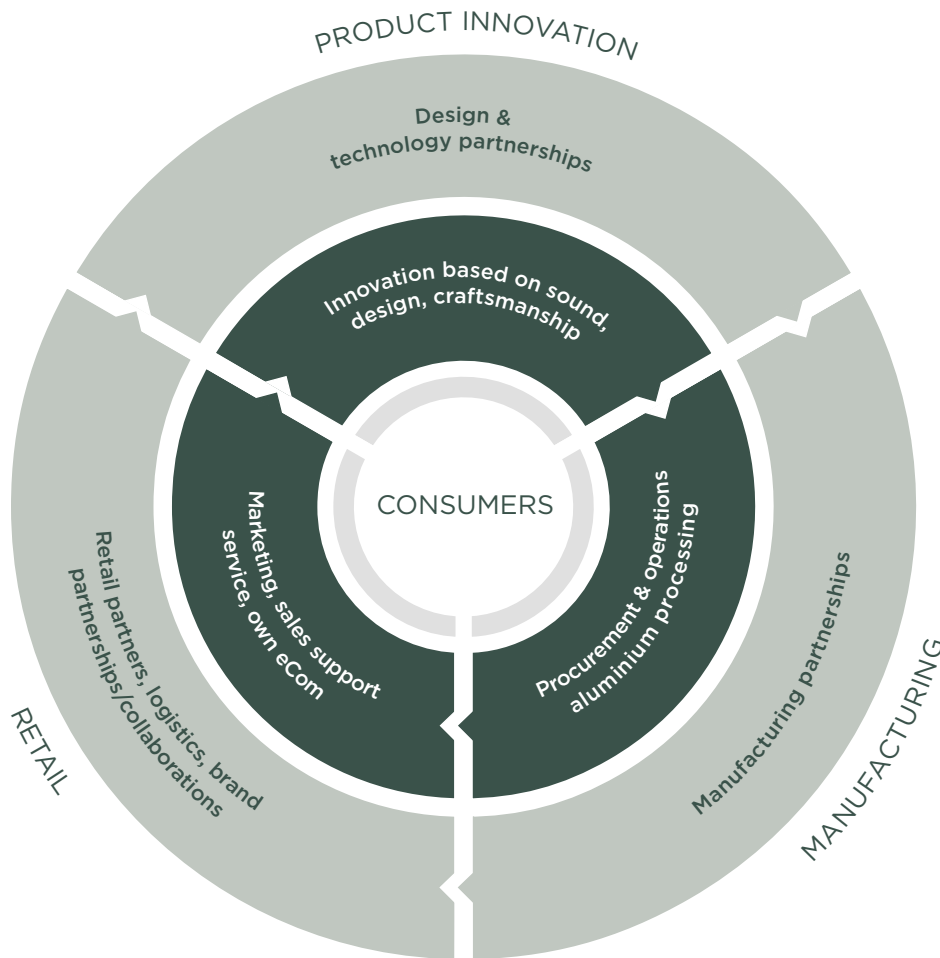 PRODUCT INNOVATION
Design &
technology partnerships
Innovation based on sound,
design, craftsmanship
CONSUMERS
Marketing, sales support
service, own eCom
Procurement & operations
aluminium processing
Retail partners, logistics, brand
partnerships/collaborations
Manufacturing partnerships
RETAIL
MANUFACTURING